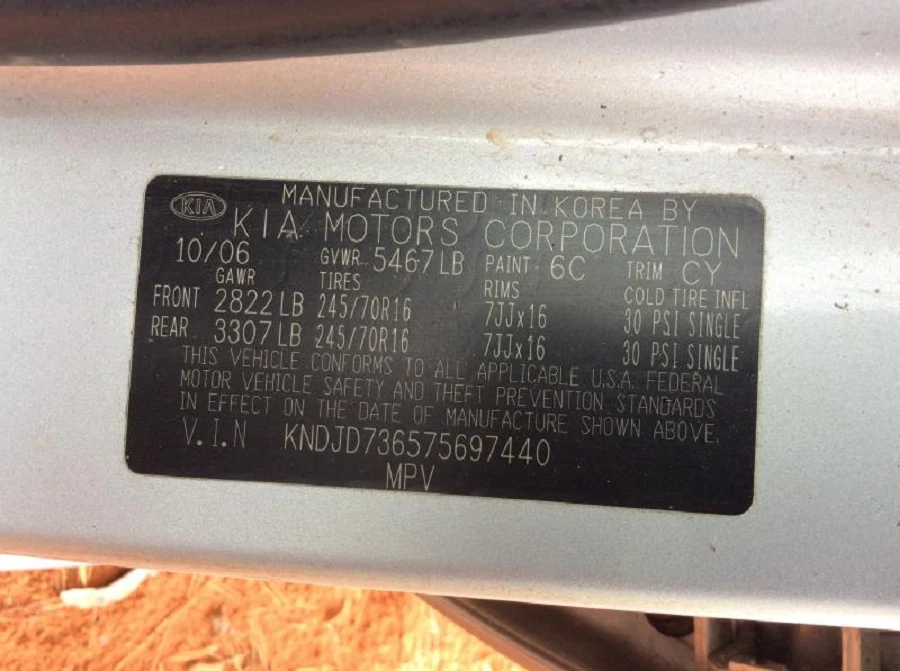 KIA
MANUFACTURED IN KOREA BY
KIA MOTORS CORPORATION
10/06 GVWR 5467LB PAINT 6C TRIM CY
GAWR TIRES RIMS COLD TIRE INFL
FRONT 2822LB 245/70R16 7JJx16 30 PSI SINGLE
REAR 3307LB 245/70R16 7JJx16 30 PSI SINGLE
THIS VEHICLE CONFORMS TO ALL APPLICABLE U.S.A. FEDERAL
MOTOR VEHICLE SAFETY AND THEFT PREVENTION STANDARDS
IN EFFECT ON THE DATE OF MANUFACTURE SHOWN ABOVE.
V.I.N KNDJD736575697440
MPV